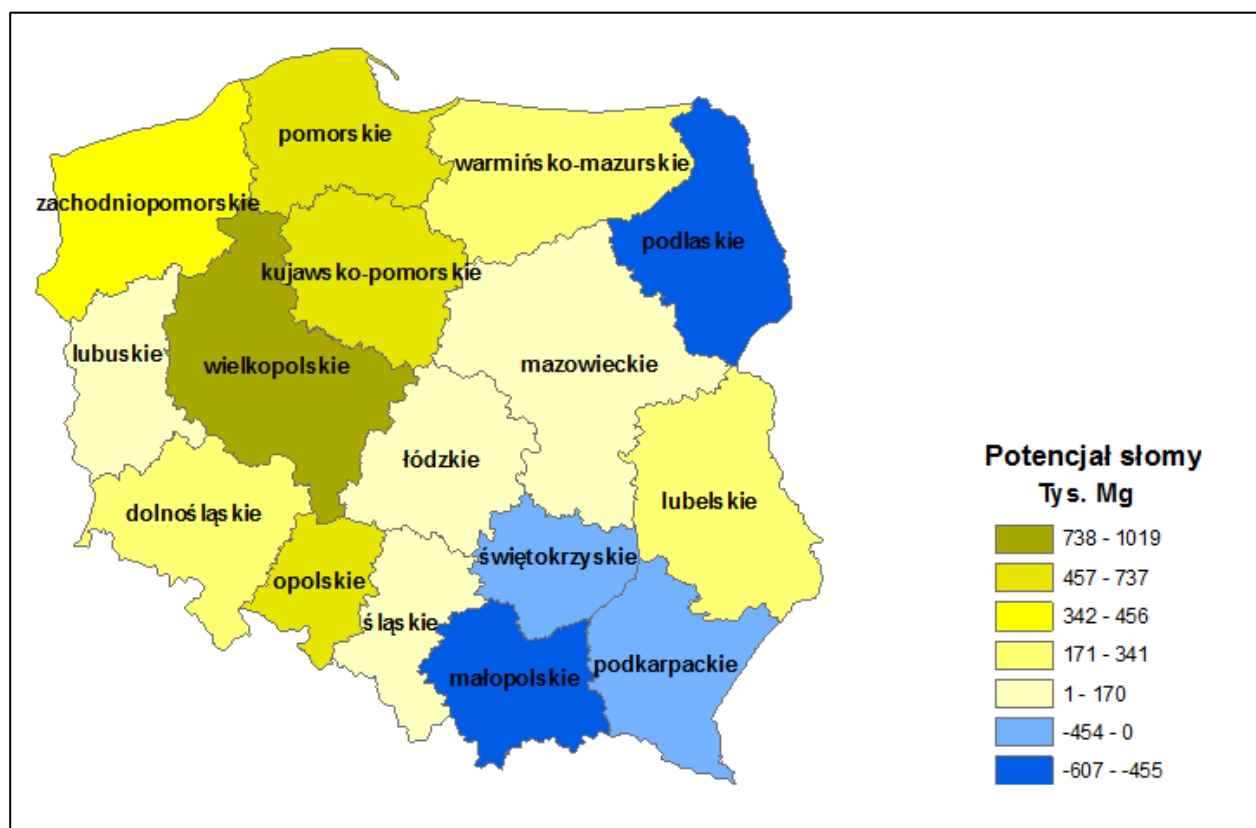 pomorskie
warmińsko-mazurskie
zachodniopomorskie
podlaskie
kujawsko-pomorskie
lubuskie
wielkopolskie
mazowieckie
łódzkie
lubelskie
dolnośląskie
świętokrzyskie
opolskie
śląskie
podkarpackie
małopolskie
Potencjał słomy
Tys. Mg
738 - 1019
457 - 737
342 - 456
171 - 341
1 - 170
-454 - 0
-607 - -455